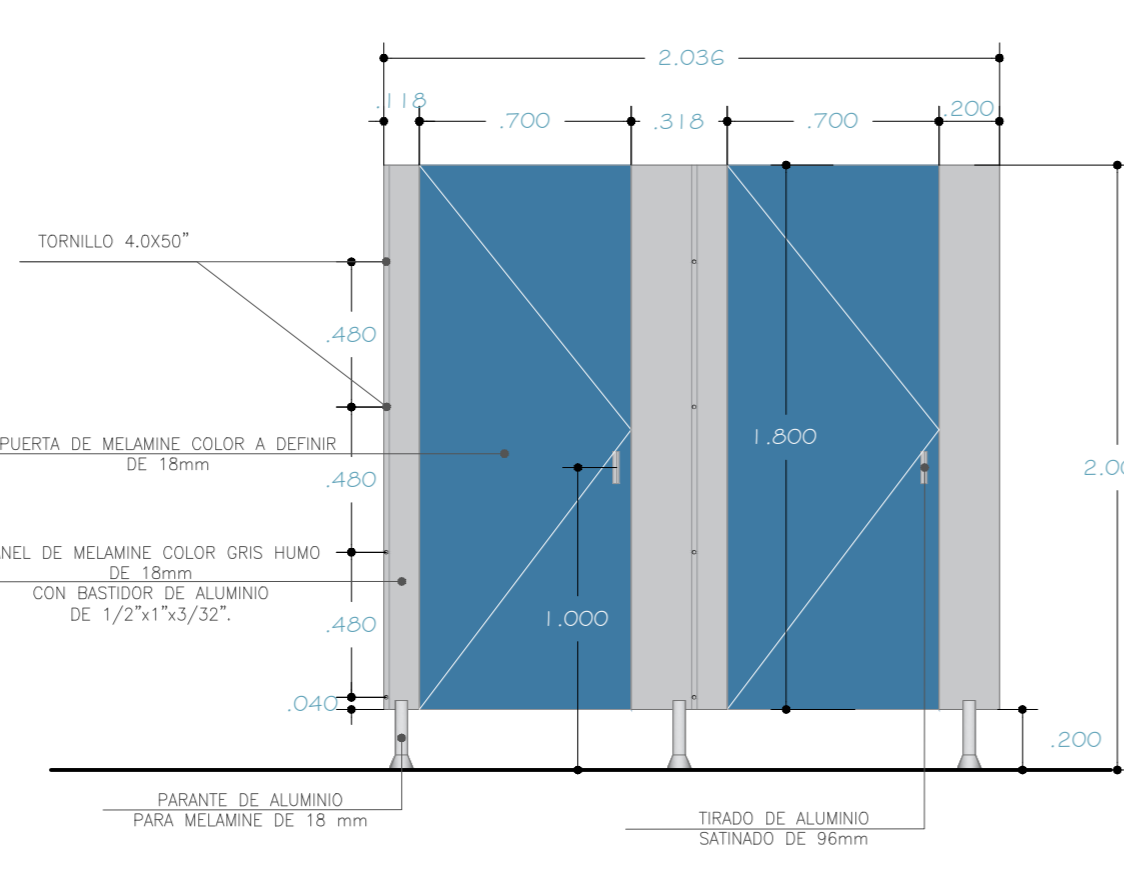 2.036
.118
.700
.318
.700
.200
TORNILLO 4.0X50”
.480
PUERTA DE MELAMINE COLOR A DEFINIR
DE 18mm
1.800
.480
DE MELAMINE COLOR GRIS HUMO
DE 18mm
CON BASTIDOR DE ALUMINIO
DE 1/2”x1”x3/32”.
.480
1.000
.040
.200
PARANTE DE ALUMINIO
PARA MELAMINE DE 18 mm
TIRADO DE ALUMINIO
SATINADO DE 96mm